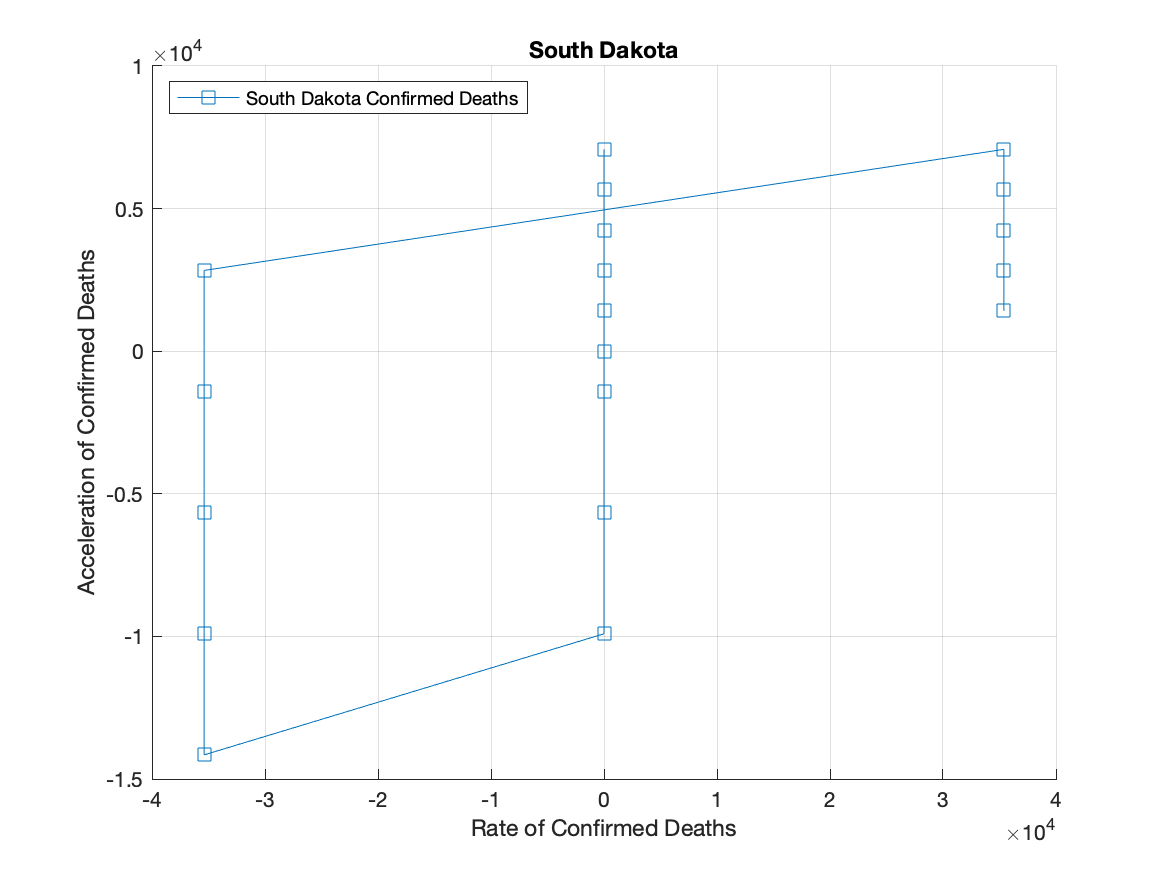 South Dakota
×10⁴
South Dakota Confirmed Deaths
1
0.5
0
-0.5
-1
-1.5
Acceleration of Confirmed Deaths
-4 -3 -2 -1 0 1 2 3 4
Rate of Confirmed Deaths
×10⁴